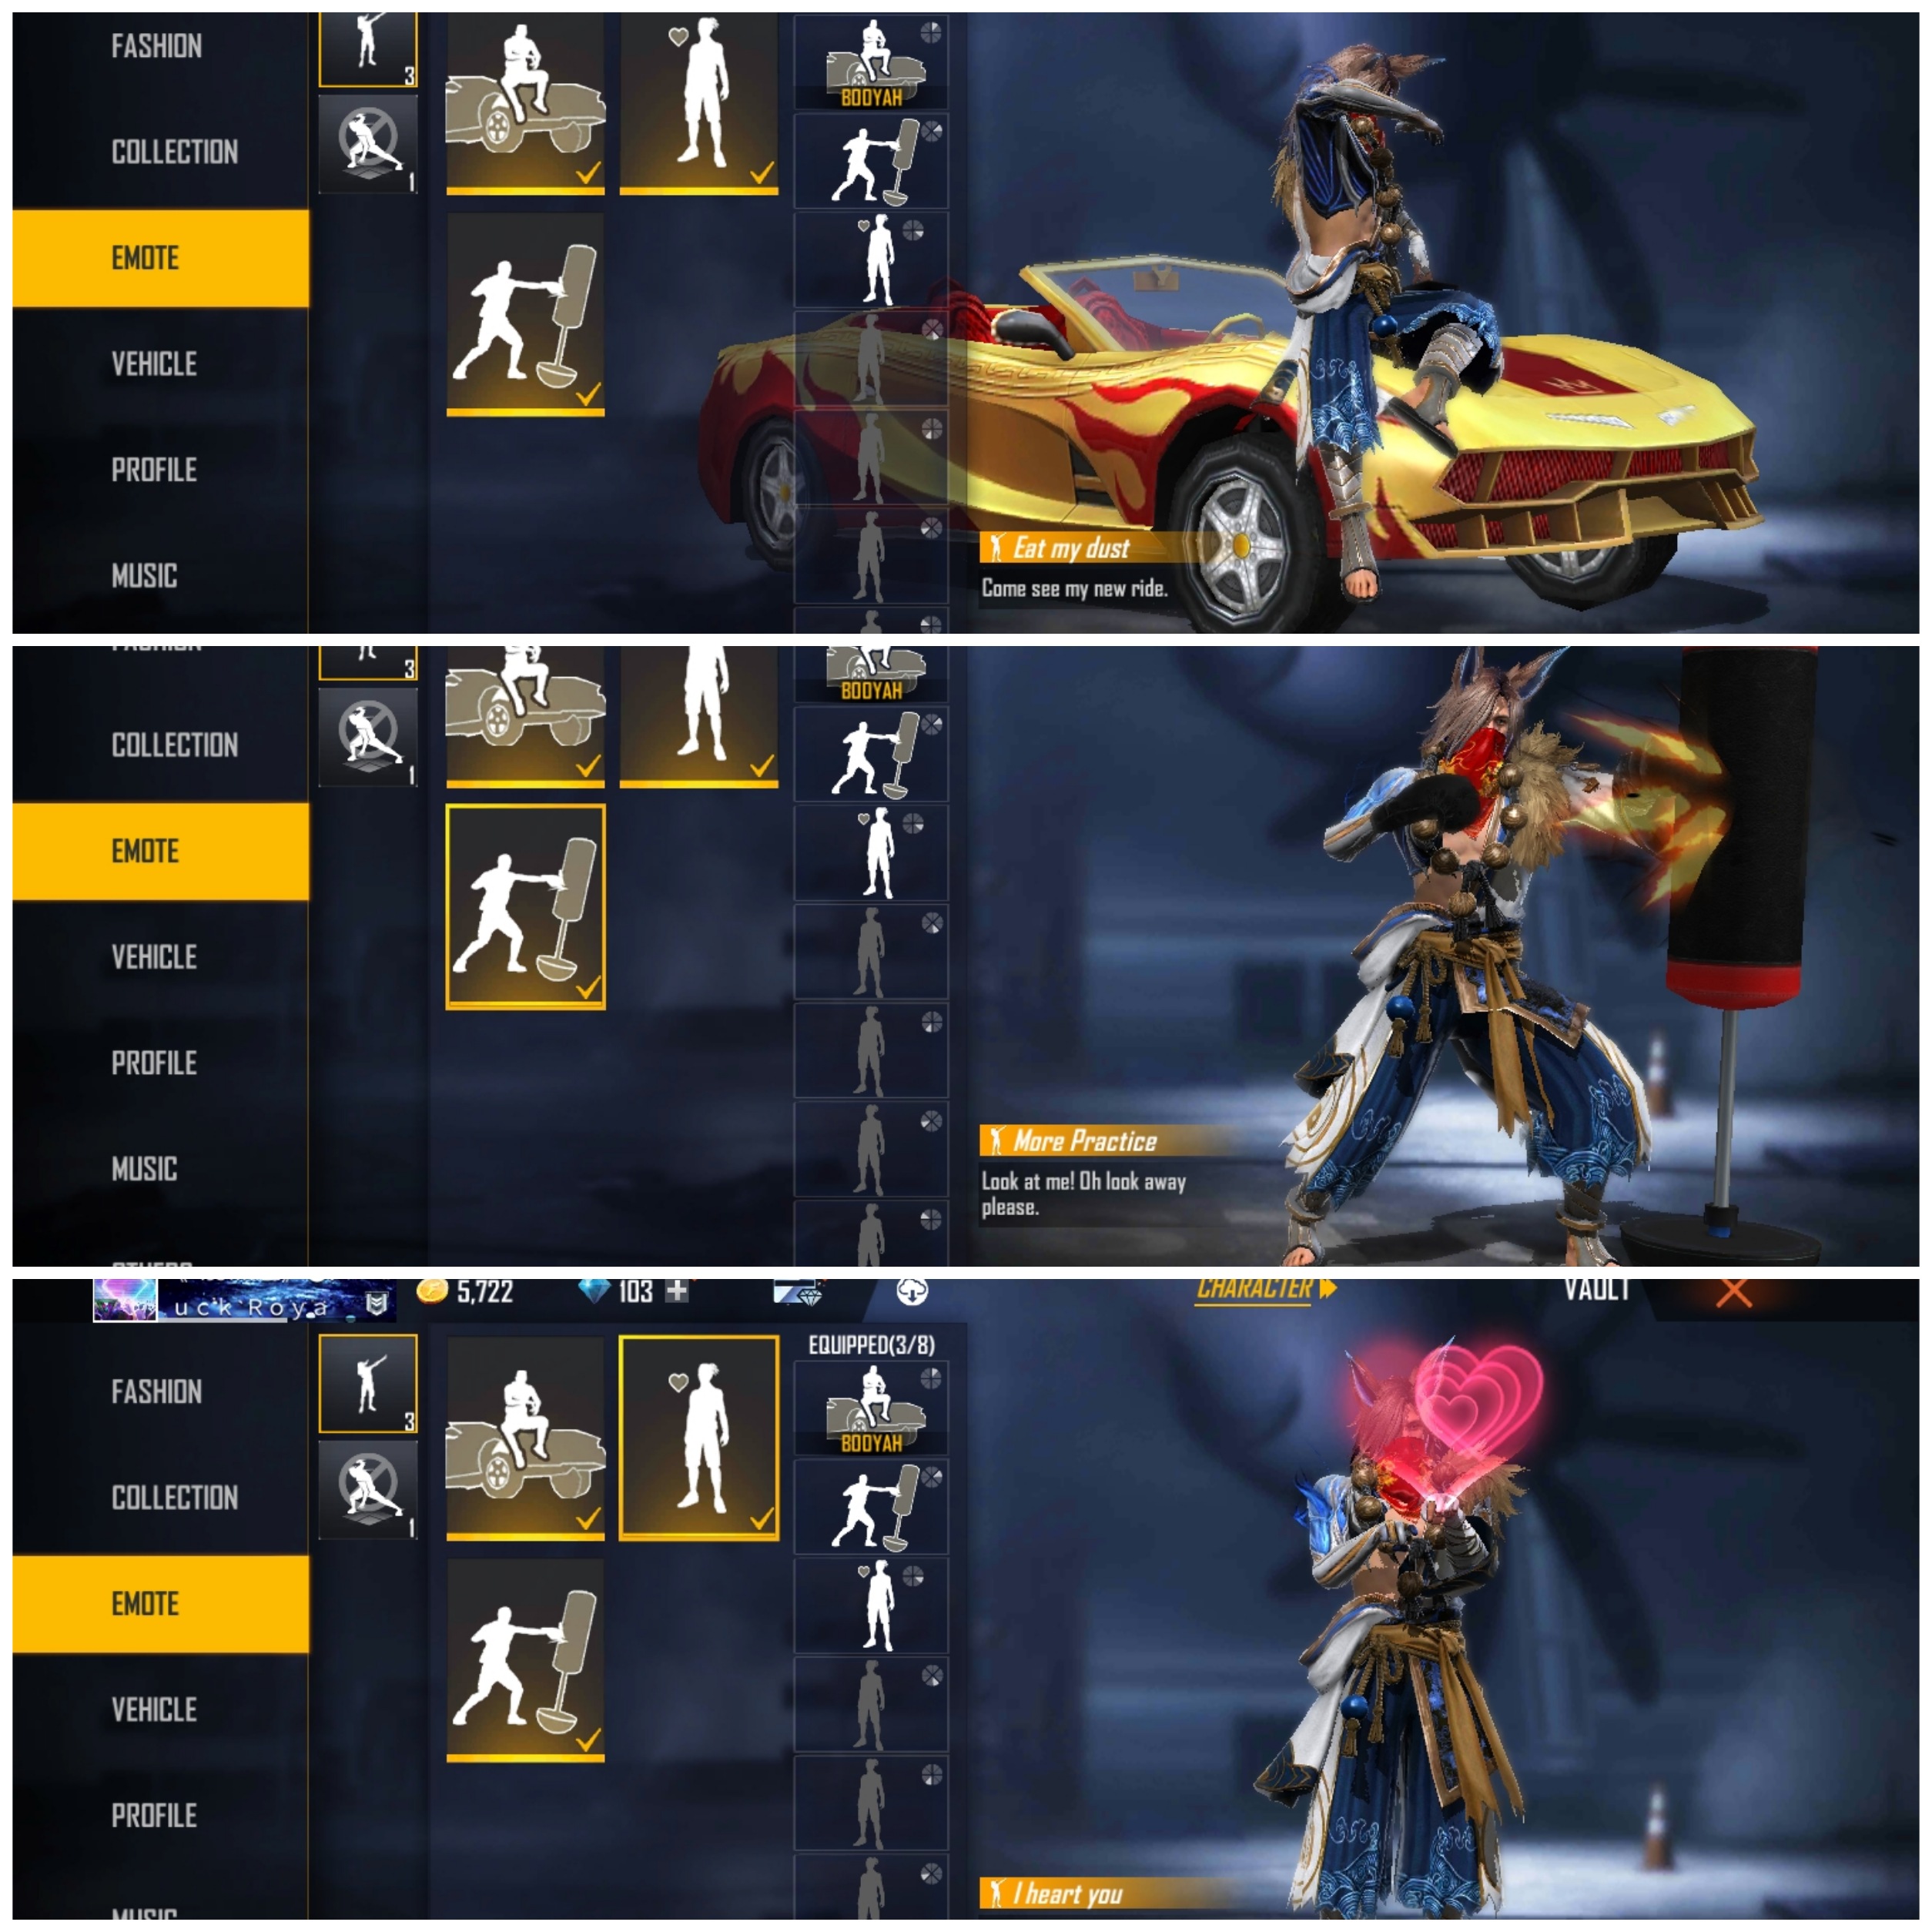 FASHION
3
COLLECTION
1
BOOYAH
EMOTE
VEHICLE
PROFILE
MUSIC
Eat my dust
Come see my new ride.
3
COLLECTION
1
BOOYAH
EMOTE
VEHICLE
PROFILE
MUSIC
More Practice
Look at me! Oh look away
please.
uck Roya
5,722
103
CHARACTER
VAULT
EQUIPPED(3/8)
FASHION
3
COLLECTION
1
BOOYAH
EMOTE
VEHICLE
PROFILE
MUSIC
I heart you